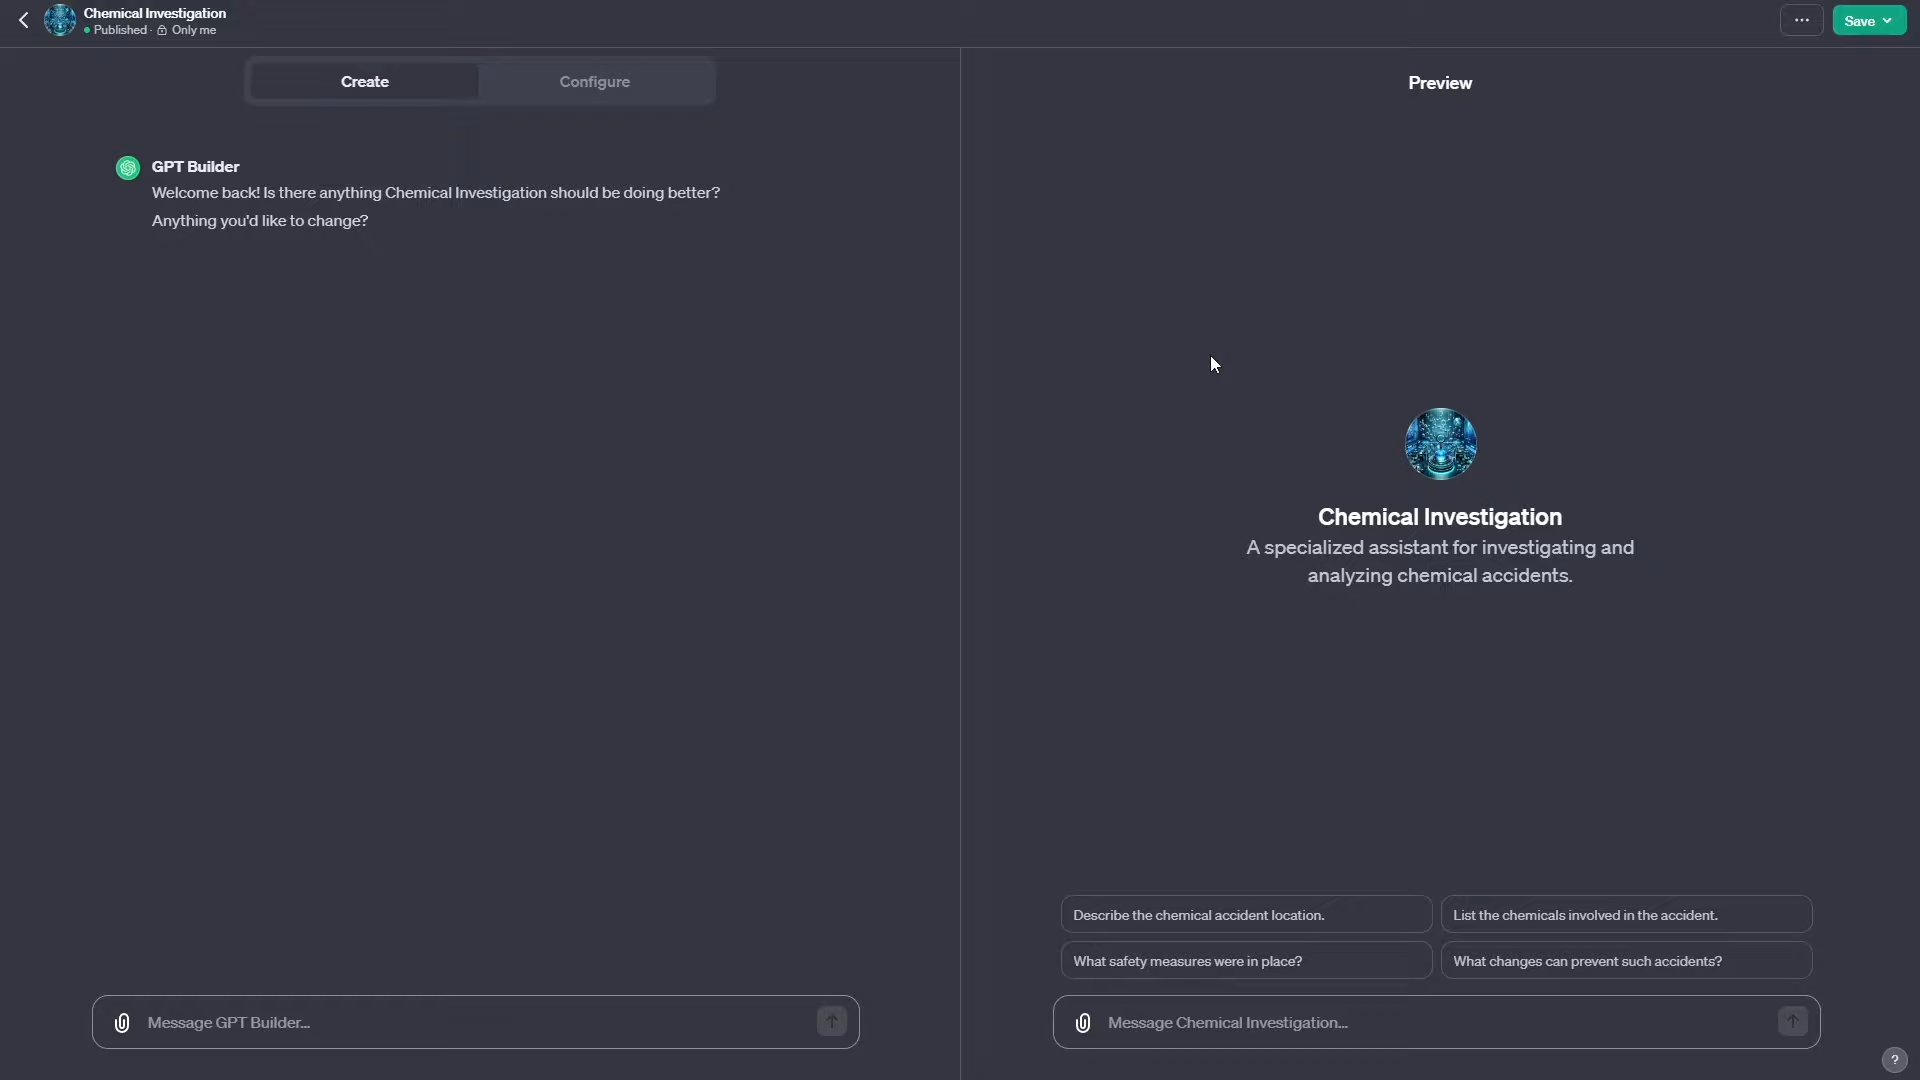 Chemical Investigation
Published · Only me
Save
Create
Configure
GPT Builder
Welcome back! Is there anything Chemical Investigation should be doing better?
Anything you'd like to change?
Message GPT Builder...
Preview
Chemical Investigation
A specialized assistant for investigating and
analyzing chemical accidents.
Describe the chemical accident location.
List the chemicals involved in the accident.
What safety measures were in place?
What changes can prevent such accidents?
Message Chemical Investigation...
?